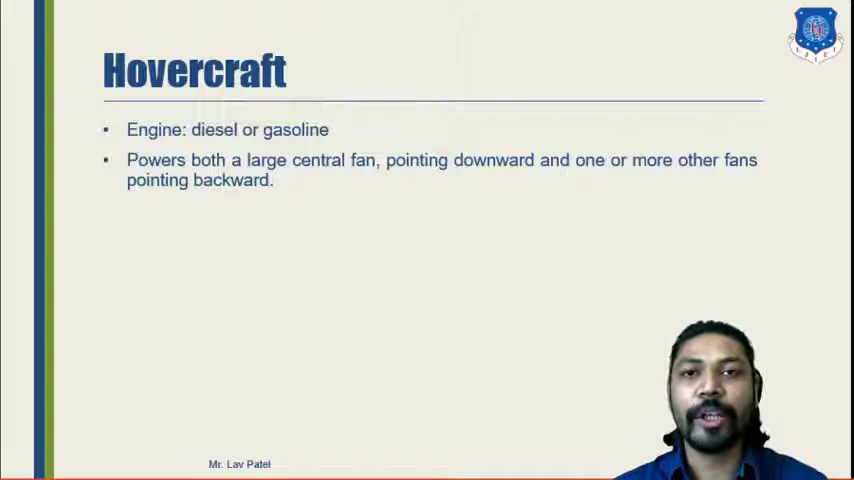 Hovercraft
▪ Engine: diesel or gasoline
▪ Powers both a large central fan, pointing downward and one or more other fans
pointing backward.
Mr. Lav Patel